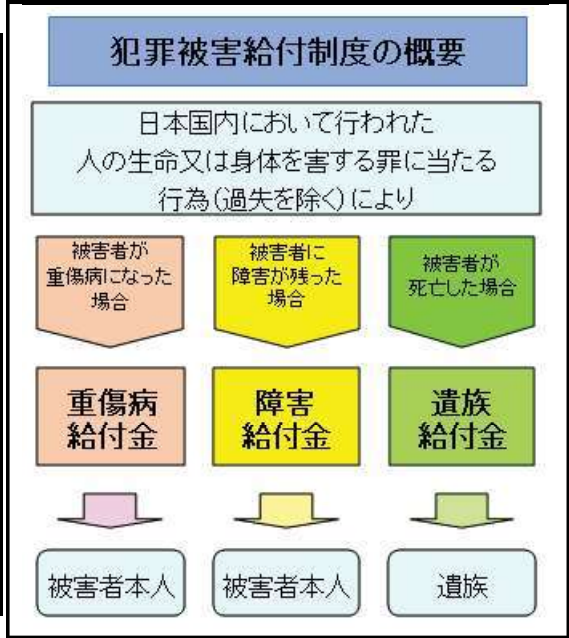 犯罪被害給付制度の概要
日本国内において行われた
人の生命又は身体を害する罪に当たる
行為(過失を除く)により
被害者が
重傷病になった
場合
被害者に
障害が残った
場合
被害者が
死亡した場合
重傷病
給付金
障害
給付金
遺族
給付金
被害者本人
被害者本人
遺族